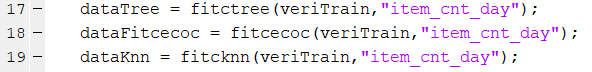 17 – dataTree = fitctree(veriTrain,"item_cnt_day");
18 – dataFitcecoc = fitcecoc(veriTrain,"item_cnt_day");
19 – dataKnn = fitcknn(veriTrain,"item_cnt_day");